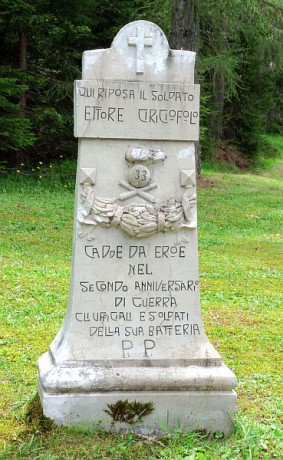 QUI RIPOSA IL SOLDATO
ETTORE GRIGOFOLO
33
CADDE DA EROE
NEL
SECONDO ANNIVERSARIO
DI GUERRA
GLI UFFICIALI E SOLDATI
DELLA SUA BATTERIA
P. P.